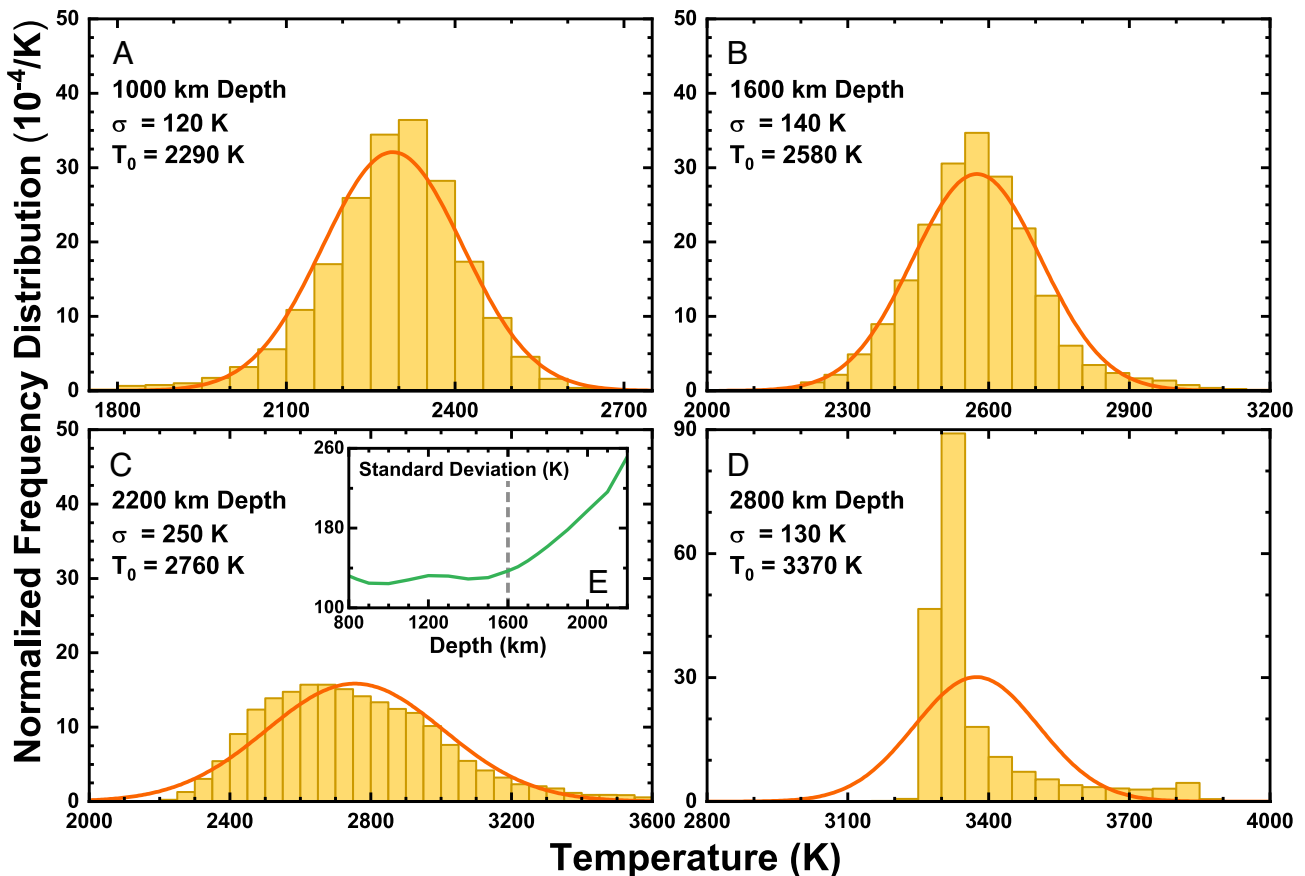 Normalized Frequency Distribution (10⁻⁴/K)
A
1000 km Depth
σ = 120 K
T₀ = 2290 K
50
40
30
20
10
0
1800 2100 2400 2700
B
1600 km Depth
σ = 140 K
T₀ = 2580 K
50
40
30
20
10
0
2000 2300 2600 2900 3200
C
2200 km Depth
σ = 250 K
T₀ = 2760 K
50
40
30
20
10
0
2000 2400 2800 3200 3600
Standard Deviation (K)
260
180
100
E
800 1200 1600 2000
Depth (km)
D
2800 km Depth
σ = 130 K
T₀ = 3370 K
90
60
30
0
2800 3100 3400 3700 4000
Temperature (K)